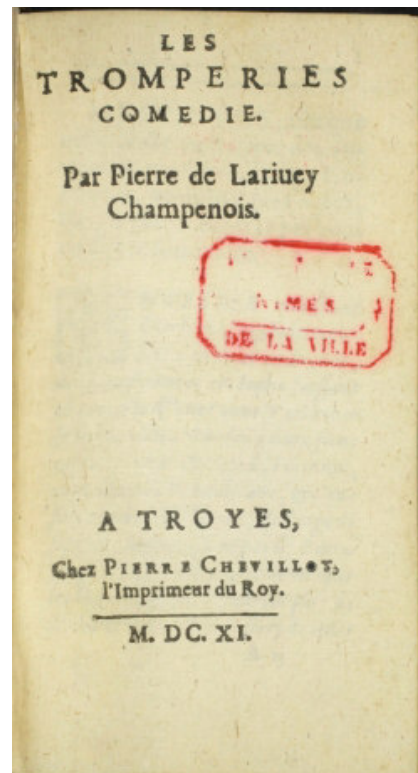 LES
TROMPERIES
COMEDIE.
Par Pierre de Lariuey
Champenois.
NIMES
DE LA VILLE
A TROYES,
Chez PIERRE CHEVILLOT,
l'Imprimeur du Roy.
M. DC. XI.